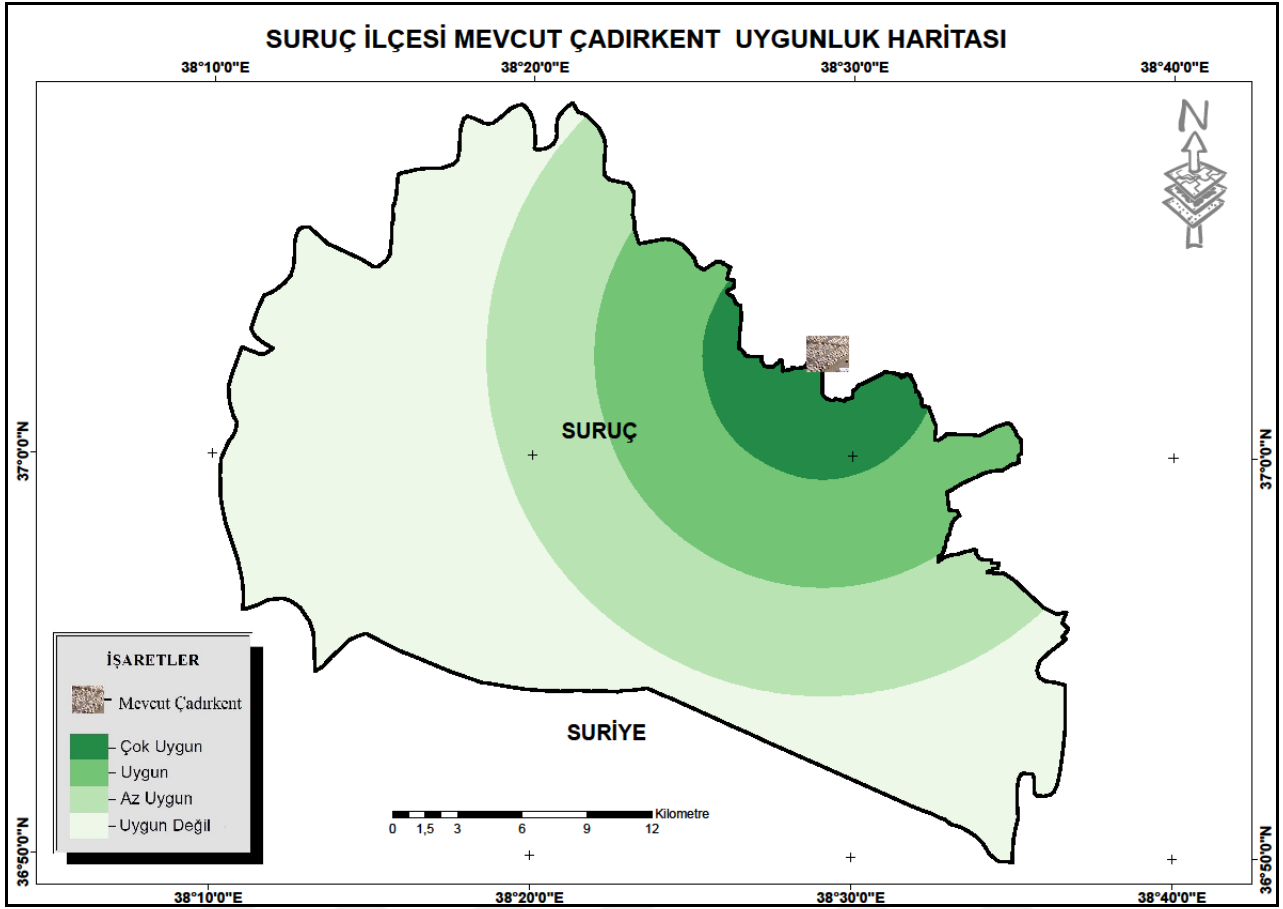 SURUÇ İLÇESİ MEVCUT ÇADIRKENT UYGUNLUK HARİTASI
38°10'0"E 38°20'0"E 38°30'0"E 38°40'0"E
N
SURUÇ
37°0'0"N 37°0'0"N
İŞARETLER
Mevcut Çadırkent
Çok Uygun
Uygun
Az Uygun
Uygun Değil
SURİYE
Kilometre
0 1,5 3 6 9 12
36°50'0"N 36°50'0"N
38°10'0"E 38°20'0"E 38°30'0"E 38°40'0"E